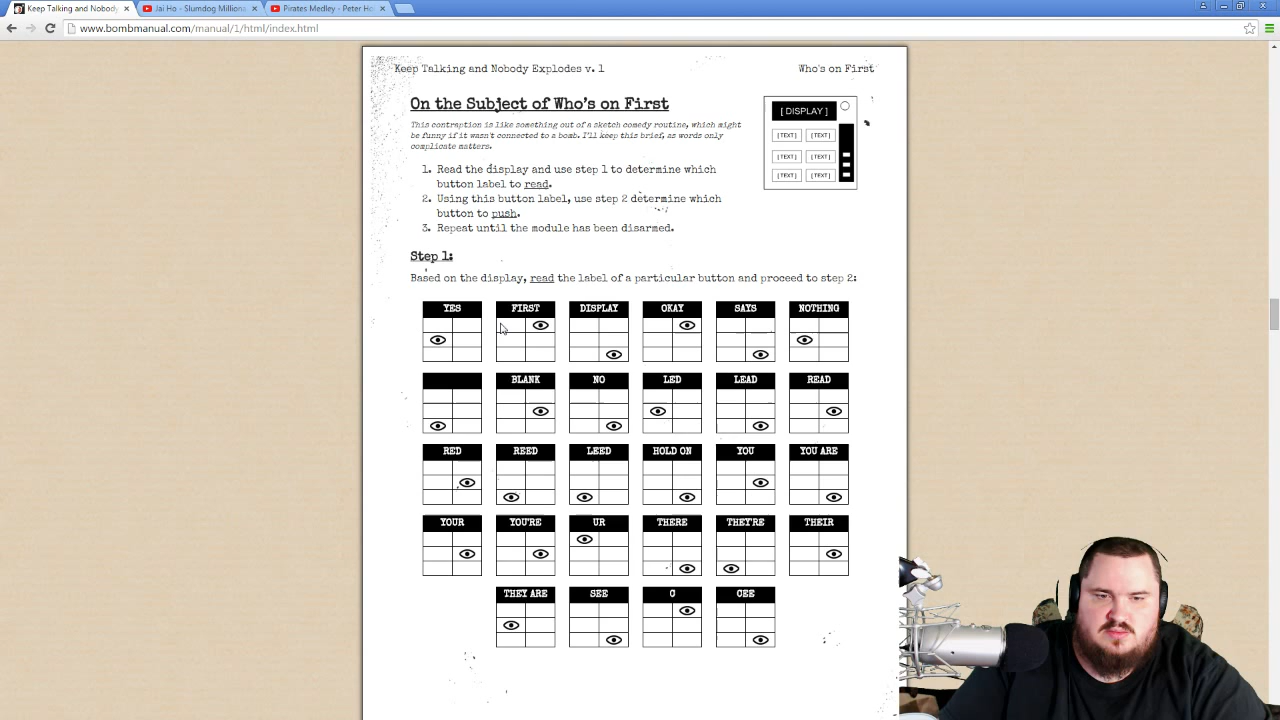 Keep Talking and Nobody
Jai Ho - Slumdog Milliona
Pirates Medley - Peter Ho
www.bombmanual.com/manual/1/html/index.html
Keep Talking and Nobody Explodes v. 1
Who's on First
On the Subject of Who's on First
This contraption is like something out of a sketch comedy routine, which might
be funny if it wasn't connected to a bomb. I'll keep this brief, as words only
complicate matters.
[DISPLAY]
[TEXT] [TEXT]
[TEXT] [TEXT]
[TEXT] [TEXT]
1. Read the display and use step 1 to determine which
button label to read.
2. Using this button label, use step 2 determine which
button to push.
3. Repeat until the module has been disarmed.
Step 1:
Based on the display, read the label of a particular button and proceed to step 2:
YES FIRST DISPLAY OKAY SAYS NOTHING
BLANK NO LED LEAD READ
RED REED LEED HOLD ON YOU YOU ARE
YOUR YOU'RE UR THERE THEY'RE THEIR
THEY ARE SEE C CEE